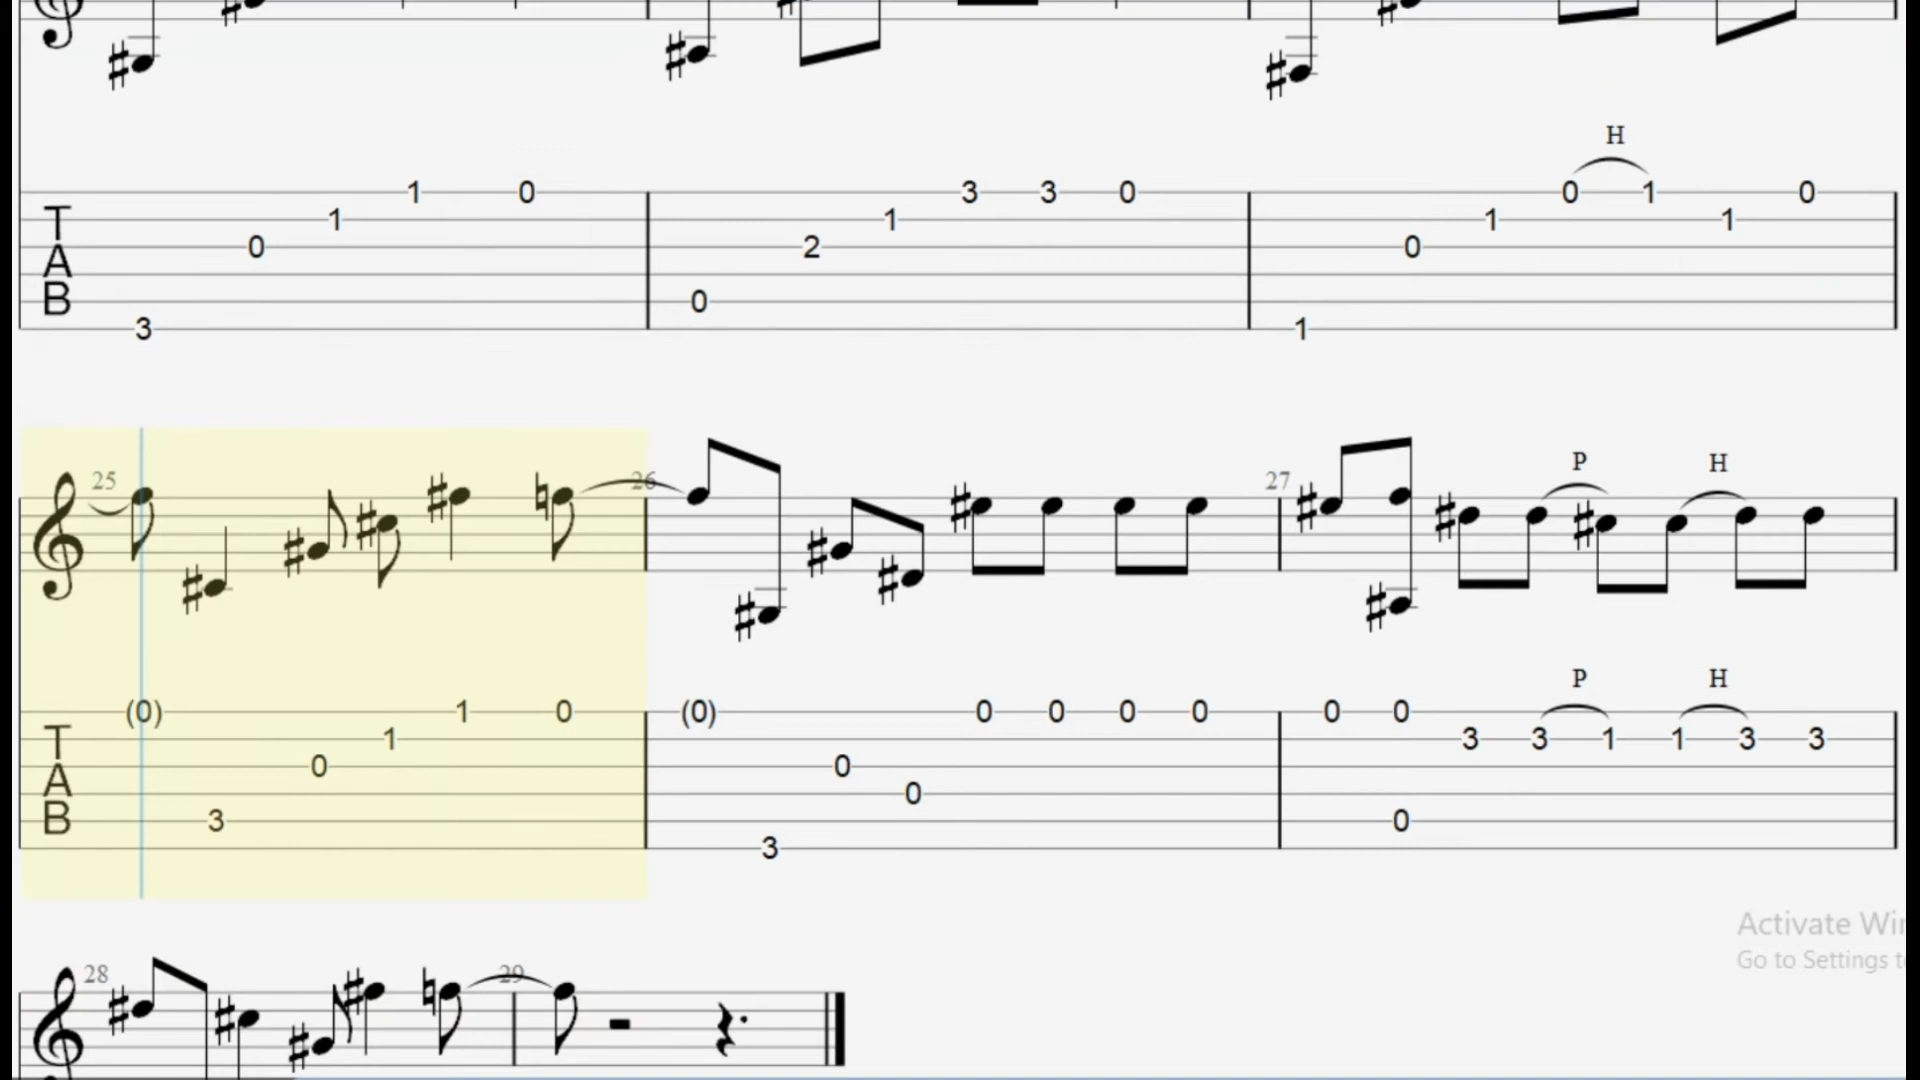 H
1 0 3 3 0 0 1 0
T 1 1 1 1
A 0 2 0
B 0
3 1
25 26 27 P H
P H
(0) 1 0 (0) 0 0 0 0 0 0
T 1 3 3 1 1 3 3
A 0 0
0
B 3 0
3
Activate Win
Go to Settings t
28 29